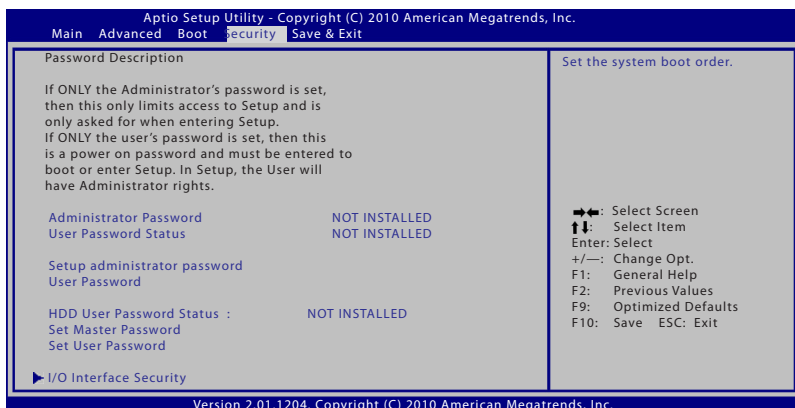 Aptio Setup Utility - Copyright (C) 2010 American Megatrends, Inc.
Main Advanced Boot Security Save & Exit
Password Description
If ONLY the Administrator's password is set,
then this only limits access to Setup and is
only asked for when entering Setup.
If ONLY the user's password is set, then this
is a power on password and must be entered to
boot or enter Setup. In Setup, the User will
have Administrator rights.
Administrator Password NOT INSTALLED
User Password Status NOT INSTALLED
Setup administrator password
User Password
HDD User Password Status : NOT INSTALLED
Set Master Password
Set User Password
I/O Interface Security
Set the system boot order.
→←: Select Screen
↑↓: Select Item
Enter: Select
+/—: Change Opt.
F1: General Help
F2: Previous Values
F9: Optimized Defaults
F10: Save ESC: Exit
Version 2.01.1204. Copyright (C) 2010 American Megatrends, Inc.